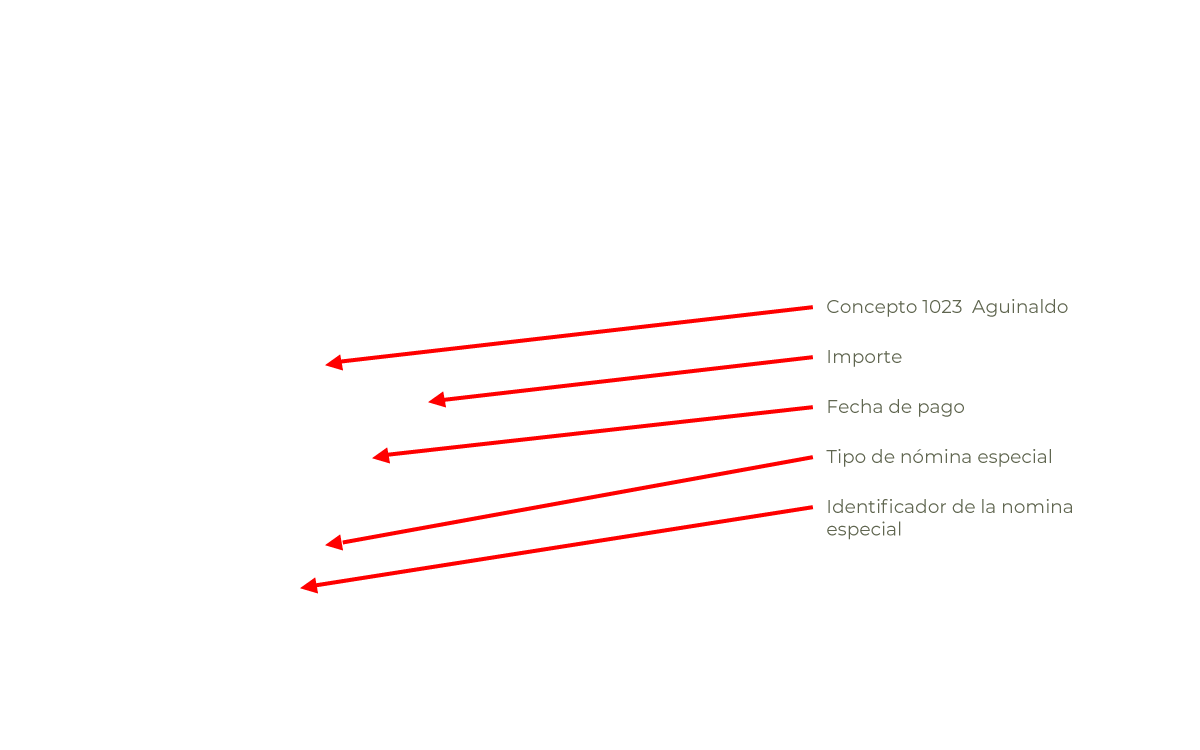 Concepto 1023  Aguinaldo
Importe
Fecha de pago
Tipo de nómina especial
Identificador de la nomina
especial